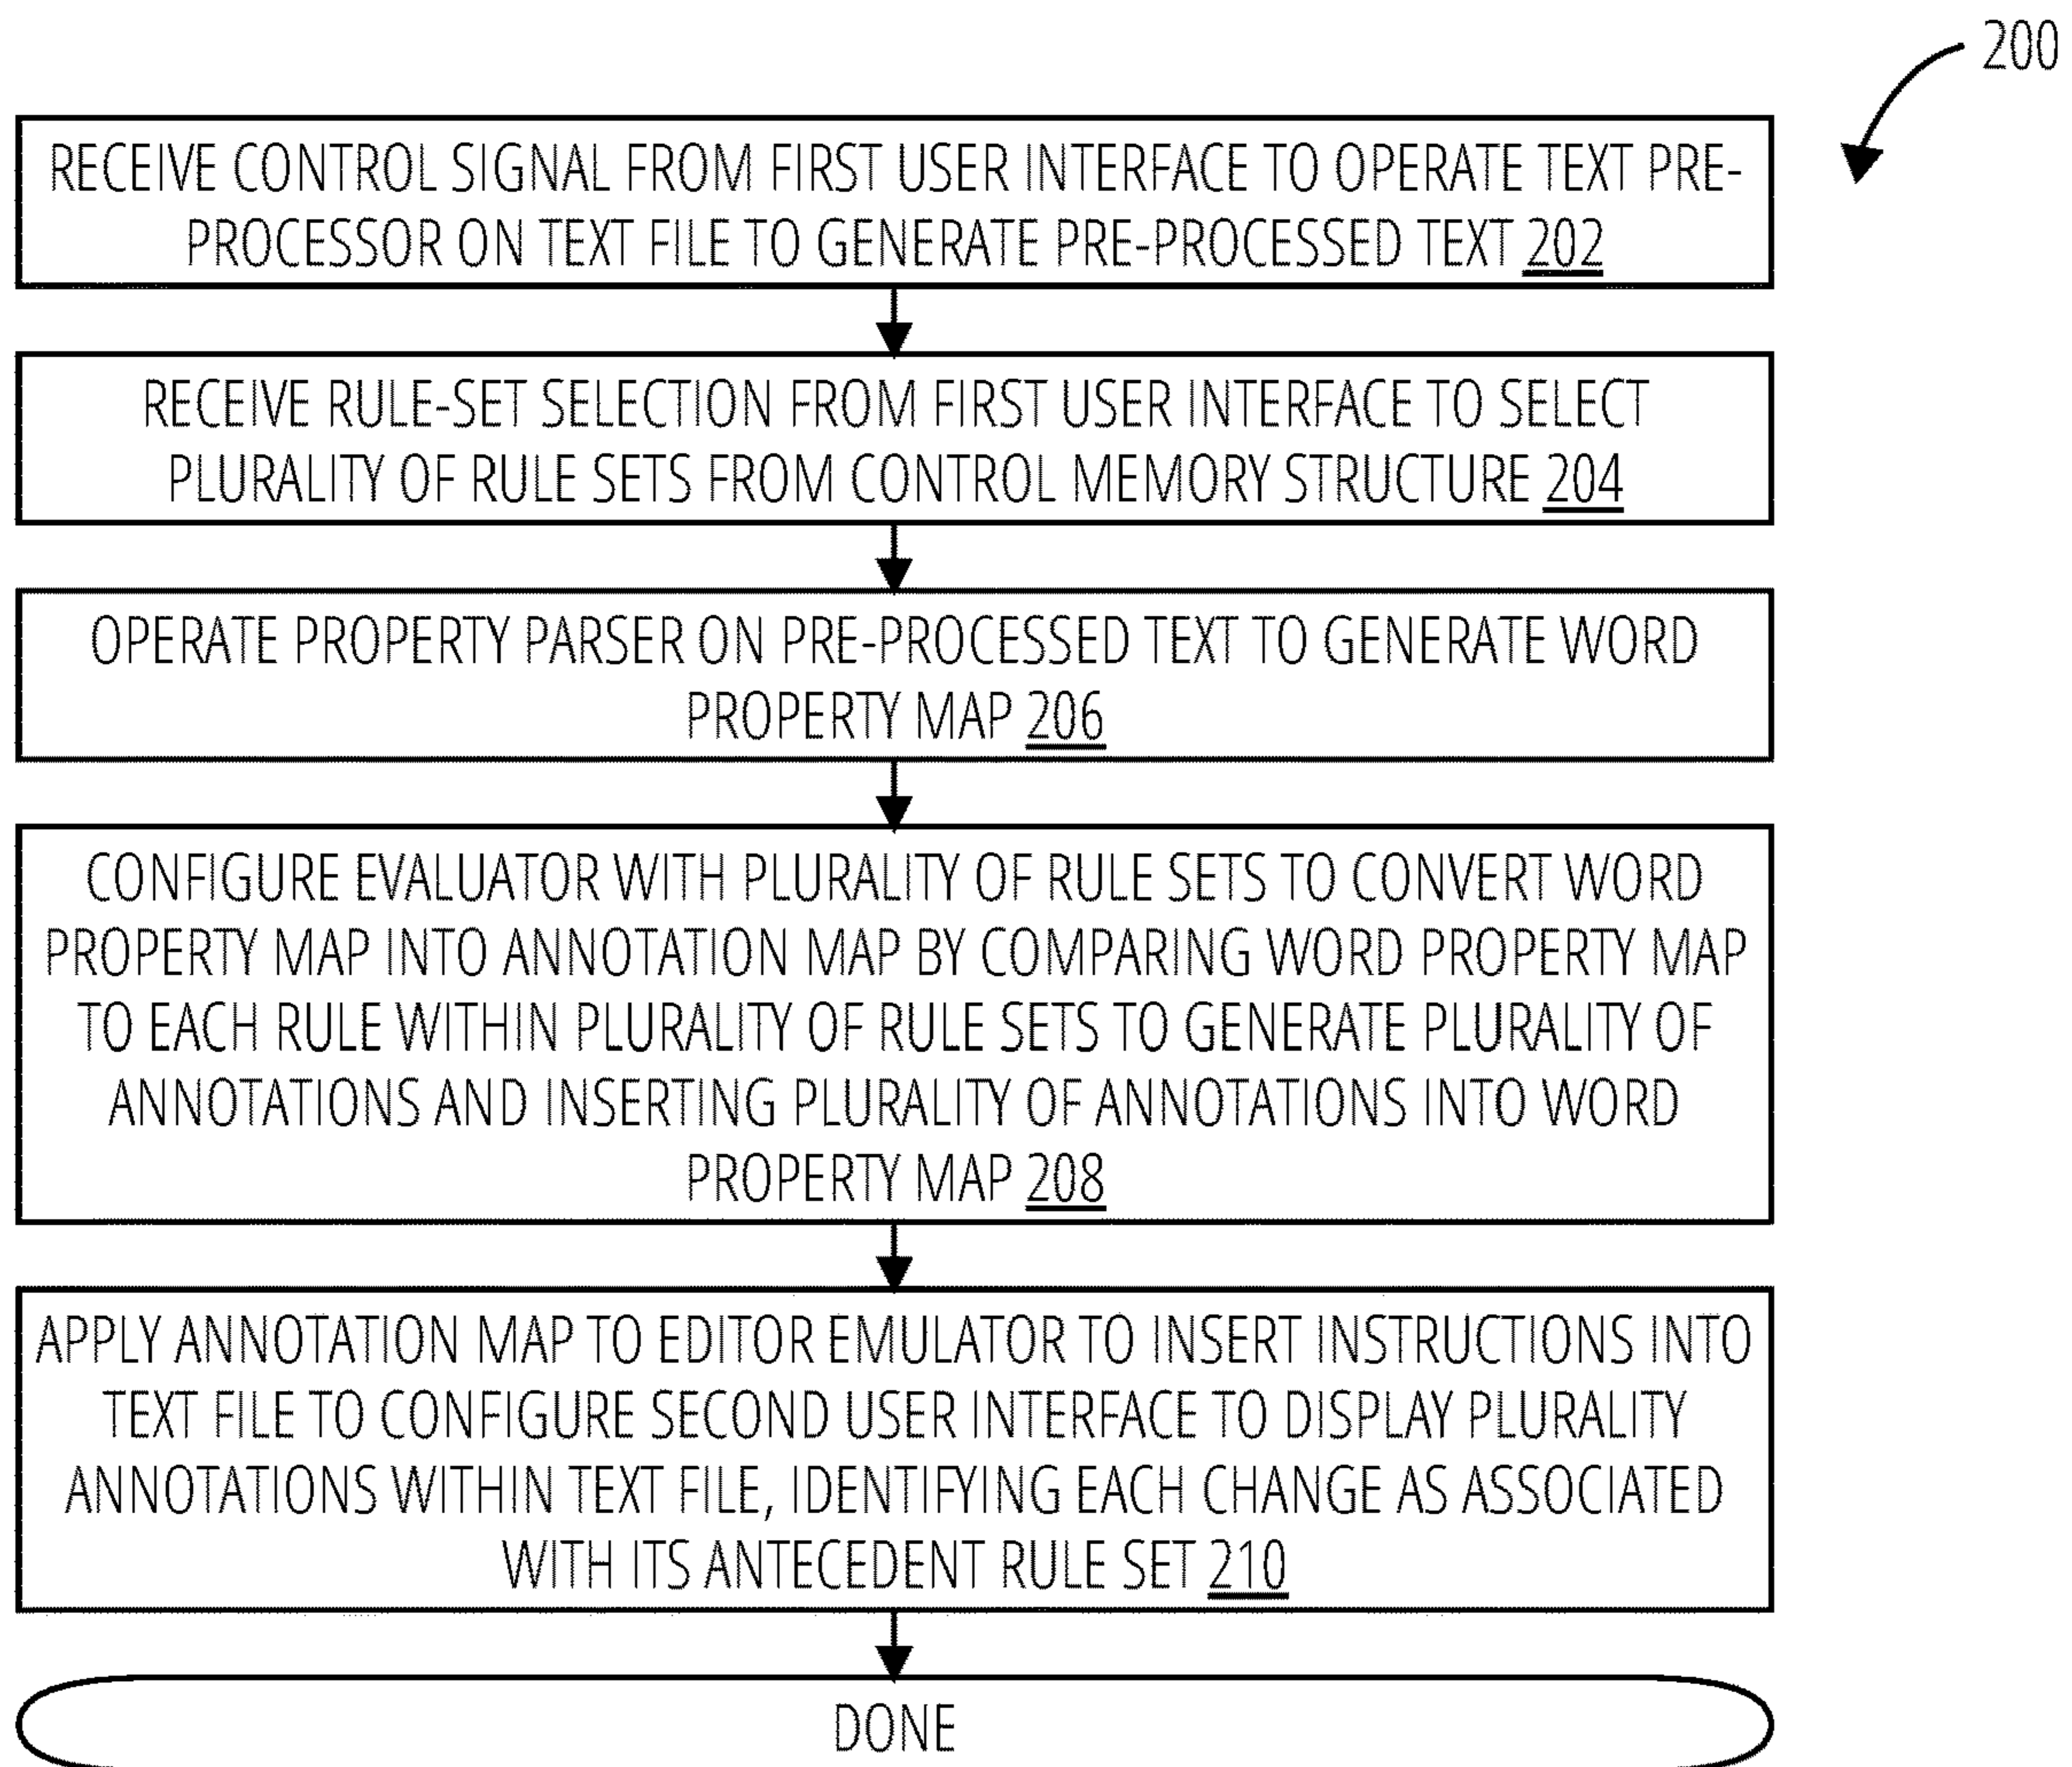 200
RECEIVE CONTROL SIGNAL FROM FIRST USER INTERFACE TO OPERATE TEXT PRE-
PROCESSOR ON TEXT FILE TO GENERATE PRE-PROCESSED TEXT 202
RECEIVE RULE-SET SELECTION FROM FIRST USER INTERFACE TO SELECT
PLURALITY OF RULE SETS FROM CONTROL MEMORY STRUCTURE 204
OPERATE PROPERTY PARSER ON PRE-PROCESSED TEXT TO GENERATE WORD
PROPERTY MAP 206
CONFIGURE EVALUATOR WITH PLURALITY OF RULE SETS TO CONVERT WORD
PROPERTY MAP INTO ANNOTATION MAP BY COMPARING WORD PROPERTY MAP
TO EACH RULE WITHIN PLURALITY OF RULE SETS TO GENERATE PLURALITY OF
ANNOTATIONS AND INSERTING PLURALITY OF ANNOTATIONS INTO WORD
PROPERTY MAP 208
APPLY ANNOTATION MAP TO EDITOR EMULATOR TO INSERT INSTRUCTIONS INTO
TEXT FILE TO CONFIGURE SECOND USER INTERFACE TO DISPLAY PLURALITY
ANNOTATIONS WITHIN TEXT FILE, IDENTIFYING EACH CHANGE AS ASSOCIATED
WITH ITS ANTECEDENT RULE SET 210
DONE